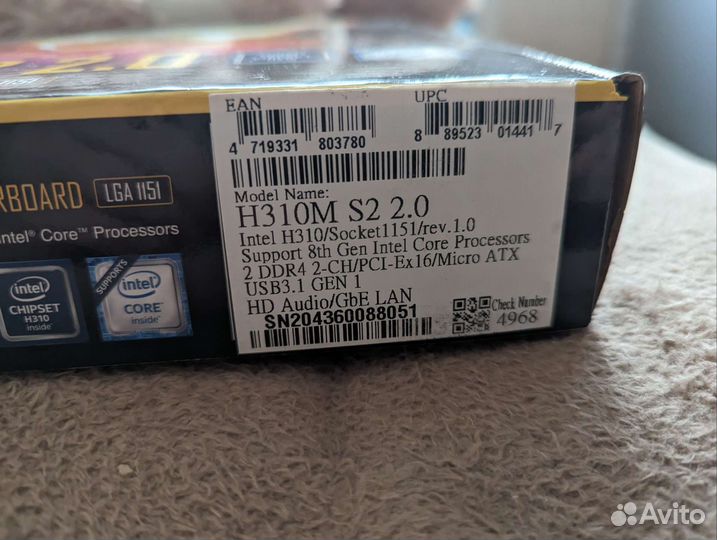 2.0
EAN
UPC
4 719331 803780
8 89523 01441 7
Model Name:
H310M S2 2.0
Intel H310/Socket1151/rev.1.0
Support 8th Gen Intel Core Processors
2 DDR4 2-CH/PCI-Ex16/Micro ATX
USB3.1 GEN 1
HD Audio/GbE LAN
SN204360088051
Check Number
4968
RBOARD LGA 1151
ntel® Core™ Processors
intel
CHIPSET
H310
inside
SUPPORTS
intel
CORE
inside
Avito